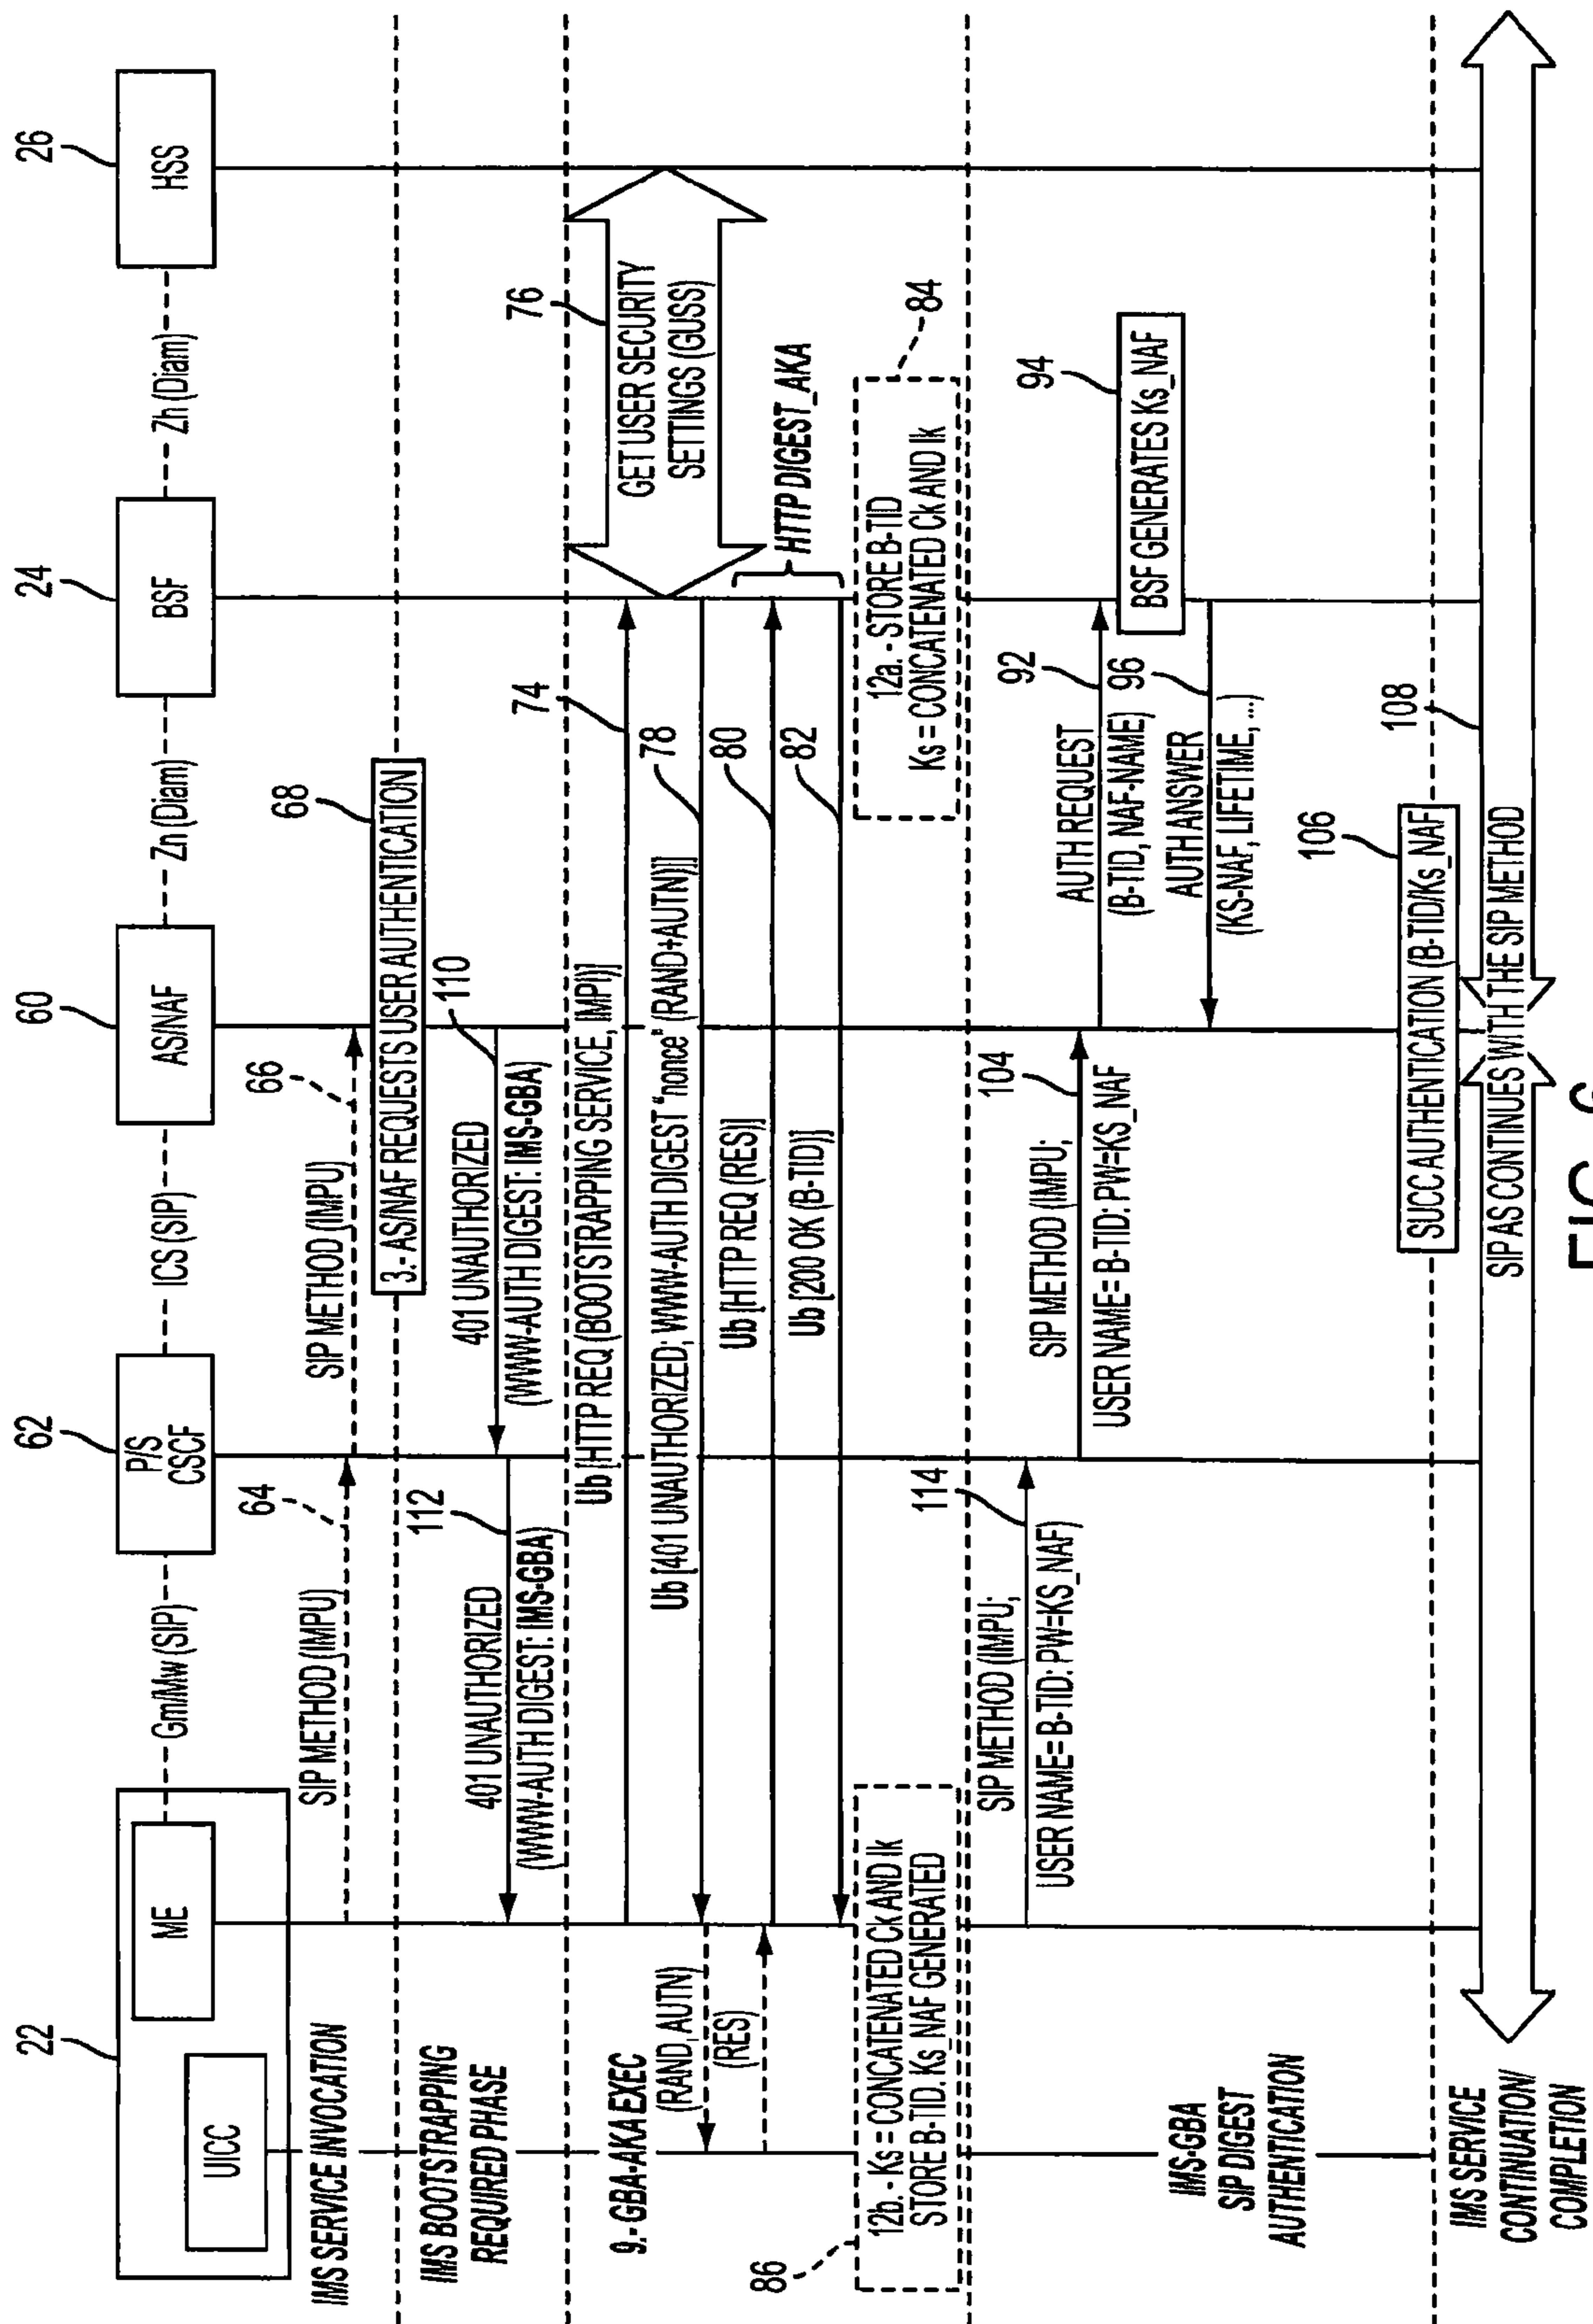 22
62
60
24
26
UICC
ME
Gm/Mw (SIP)
P/S
CSCF
ICS (SIP)
AS/NAF
Zn (Diam)
BSF
Zh (Diam)
HSS
IMS SERVICE INVOCATION
SIP METHOD (IMPU)
64
SIP METHOD (IMPU)
66
3.- AS/NAF REQUESTS USER AUTHENTICATION
68
IMS BOOTSTRAPPING
REQUIRED PHASE
401 UNAUTHORIZED
(WWW-AUTH DIGEST: IMS-GBA)
112
401 UNAUTHORIZED
(WWW-AUTH DIGEST: IMS-GBA)
110
Ub [HTTP REQ (BOOTSTRAPPING SERVICE, IMPI)]
74
GET USER SECURITY
SETTINGS (GUSS)
76
9.- GBA-AKA EXEC
Ub [401 UNAUTHORIZED; WWW-AUTH DIGEST "nonce" (RAND+AUTN)]]
78
(RAND, AUTN)
(RES)
Ub [HTTP REQ (RES)]
80
HTTP DIGEST_AKA
Ub [200 OK (B-TID)]
82
86
12b. - Ks = CONCATENATED CK AND IK
STORE B-TID. Ks_NAF GENERATED
12a. - STORE B-TID
Ks = CONCATENATED CK AND IK
84
IMS-GBA
SIP DIGEST
AUTHENTICATION
SIP METHOD (IMPU;
USER NAME= B-TID: PW=KS_NAF)
114
SIP METHOD (IMPU;
USER NAME= B-TID: PW=KS_NAF
104
AUTH REQUEST
(B-TID, NAF-NAME)
92
BSF GENERATES Ks_NAF
94
AUTH ANSWER
(KS-NAF, LIFETIME, ...)
96
SUCC AUTHENTICATION (B-TID/Ks_NAF
106
IMS SERVICE
CONTINUATION/
COMPLETION
SIP AS CONTINUES WITH THE SIP METHOD
108